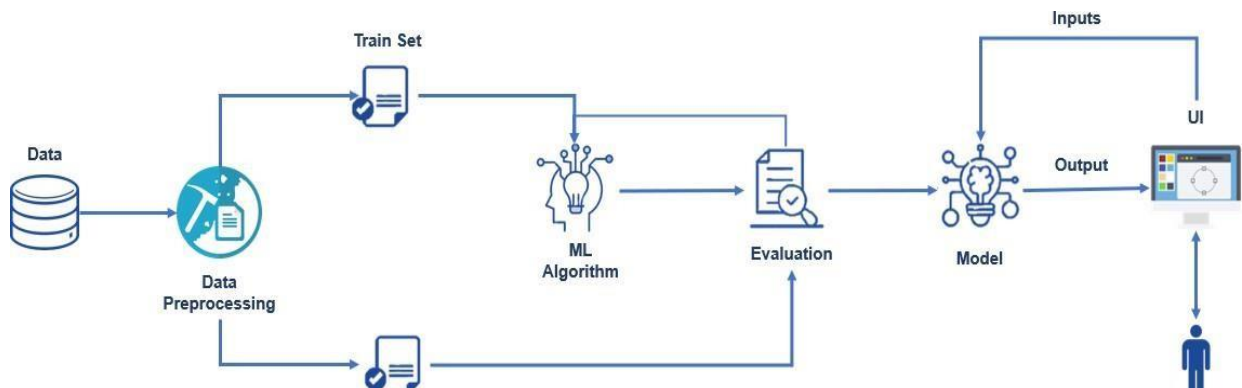 Inputs
Train Set
UI
Data
Output
ML
Algorithm
Evaluation
Model
Data
Preprocessing